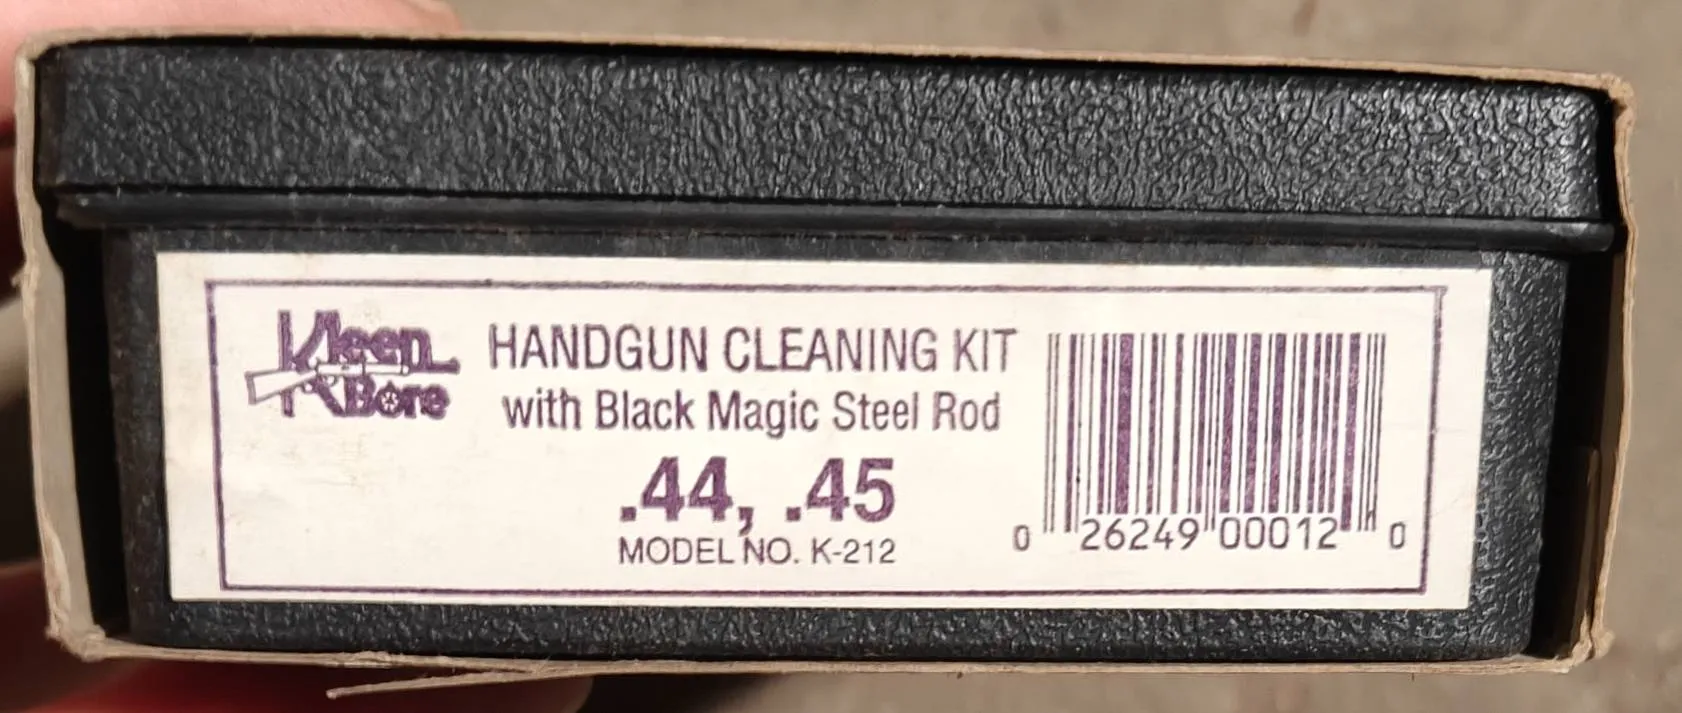 Kleen
Bore
HANDGUN CLEANING KIT
with Black Magic Steel Rod
.44, .45
MODEL NO. K-212
0 26249 00012 0